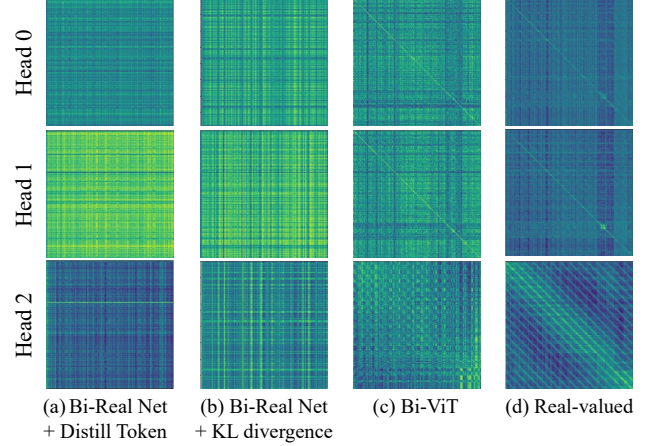 Head 0
Head 1
Head 2
(a) Bi-Real Net
+ Distill Token
(b) Bi-Real Net
+ KL divergence
(c) Bi-ViT
(d) Real-valued